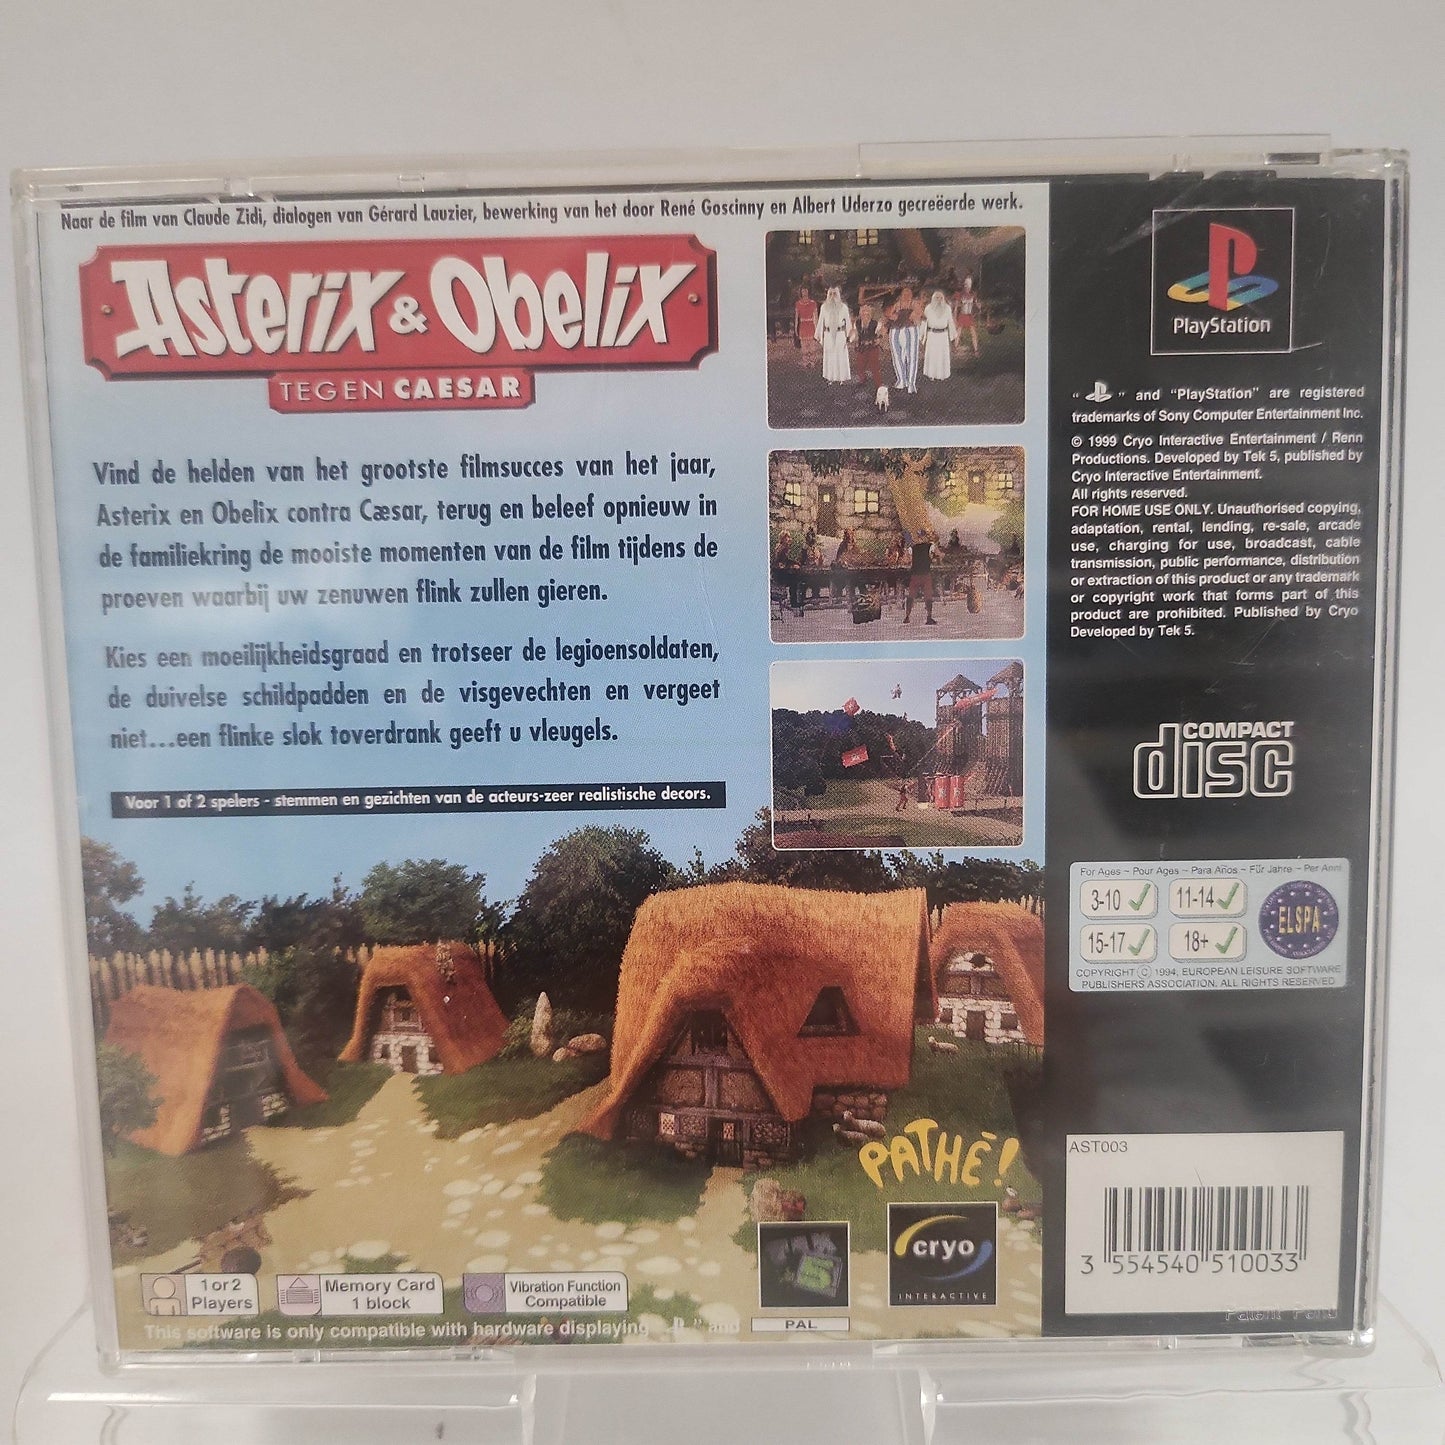 Naar de film van Claude Zidi, dialogen van Gérard Lauzier, bewerking van het door René Goscinny en Albert Uderzo gecreëerde werk.
Asterix & Obelix
TEGEN CAESAR
Vind de helden van het grootste filmsucces van het jaar,
Asterix en Obelix contra Cæsar, terug en beleef opnieuw in
de familiekring de mooiste momenten van de film tijdens de
proeven waarbij uw zenuwen flink zullen gieren.
Kies een moeilijkheidsgraad en trotseer de legioensoldaten,
de duivelse schildpadden en de visgevechten en vergeet
niet...een flinke slok toverdrank geeft u vleugels.
Voor 1 of 2 spelers - stemmen en gezichten van de acteurs-zeer realistische decors.
PATHÉ!
5
cryo
INTERACTIVE
1 or 2
Players
Memory Card
1 block
Vibration Function
Compatible
PAL
This software is only compatible with hardware displaying " " and
PlayStation
" " and "PlayStation" are registered
trademarks of Sony Computer Entertainment Inc.
© 1999 Cryo Interactive Entertainment / Renn
Productions. Developed by Tek 5, published by
Cryo Interactive Entertainment.
All rights reserved.
FOR HOME USE ONLY. Unauthorised copying,
adaptation, rental, lending, re-sale, arcade
use, charging for use, broadcast, cable
transmission, public performance, distribution
or extraction of this product or any trademark
or copyright work that forms part of this
product are prohibited. Published by Cryo
Developed by Tek 5.
COMPACT
disc
For Ages ~ Pour Ages ~ Para Años ~ Für Jahre ~ Per Anni
3-10 11-14
15-17 18+
ELSPA
COPYRIGHT © 1994, EUROPEAN LEISURE SOFTWARE
PUBLISHERS ASSOCIATION. ALL RIGHTS RESERVED
AST003
3 554540 510033